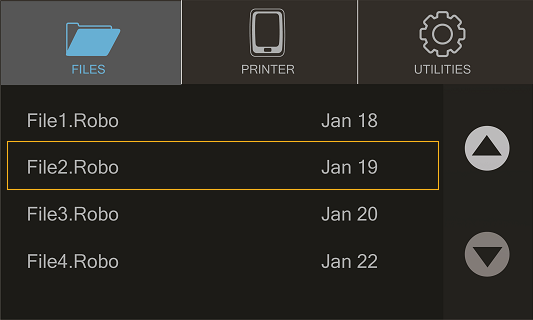 FILES PRINTER UTILITIES
File1.Robo Jan 18
File2.Robo Jan 19
File3.Robo Jan 20
File4.Robo Jan 22